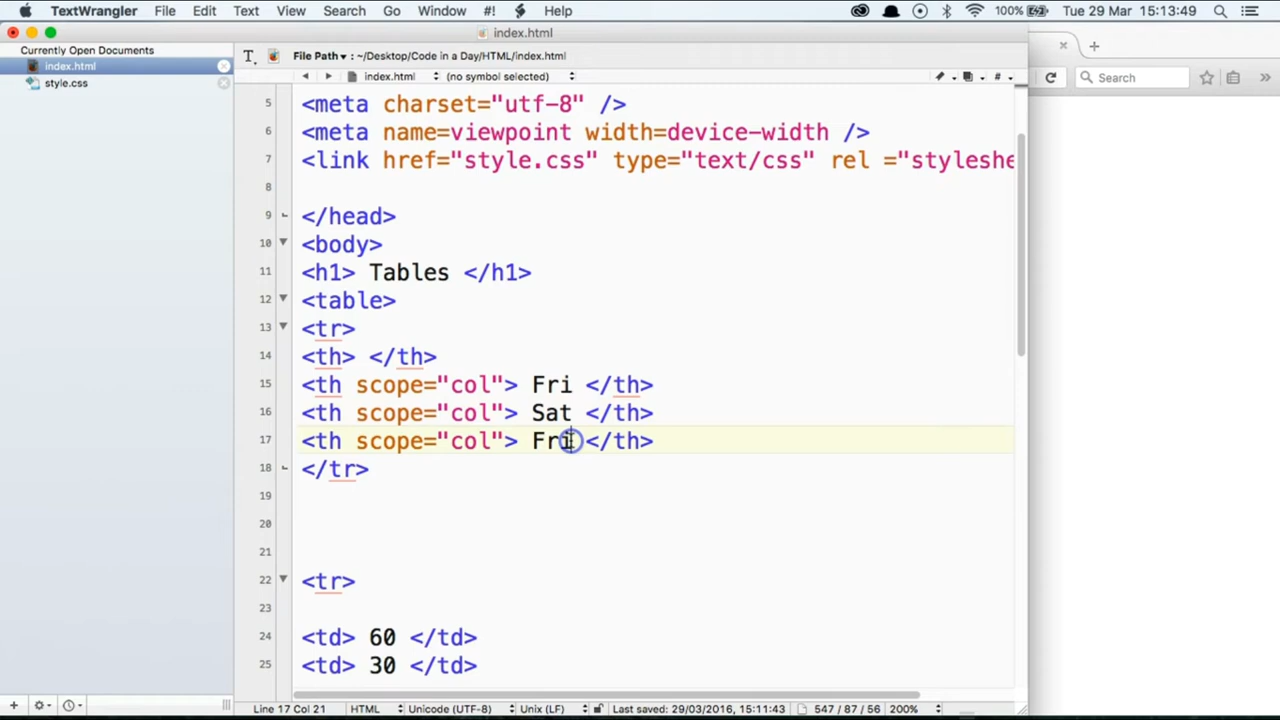 TextWrangler File Edit Text View Search Go Window #! Help 100% Tue 29 Mar 15:13:49
index.html
Currently Open Documents
index.html
style.css
File Path ▾ : ~/Desktop/Code in a Day/HTML/index.html
index.html (no symbol selected)
Search
5 <meta charset="utf-8" />
6 <meta name=viewpoint width=device-width />
7 <link href="style.css" type="text/css" rel ="styleshe
8
9 </head>
10 <body>
11 <h1> Tables </h1>
12 <table>
13 <tr>
14 <th> </th>
15 <th scope="col"> Fri </th>
16 <th scope="col"> Sat </th>
17 <th scope="col"> Fri </th>
18 </tr>
19
20
21
22 <tr>
23
24 <td> 60 </td>
25 <td> 30 </td>
Line 17 Col 21 HTML Unicode (UTF-8) Unix (LF) Last saved: 29/03/2016, 15:11:43 547 / 87 / 56 200%